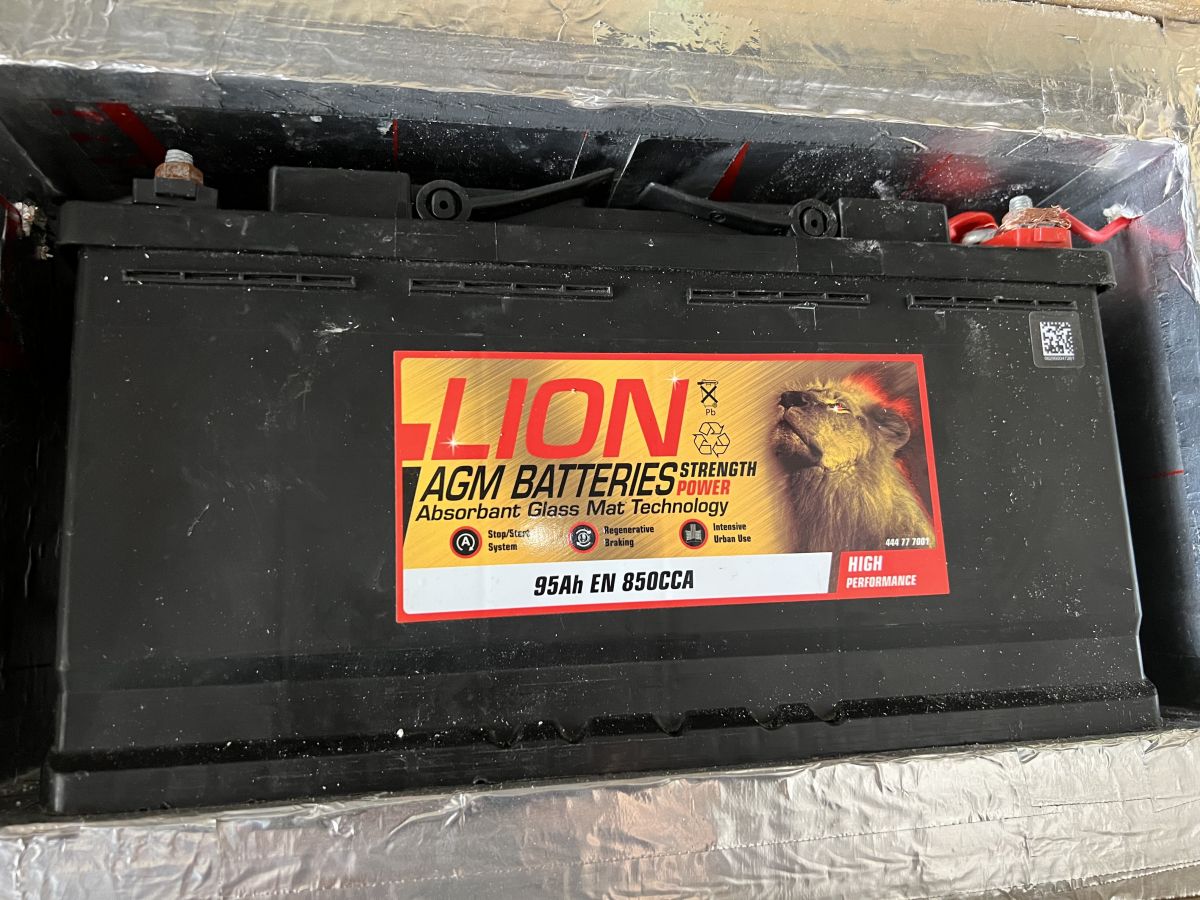 LION
Pb
AGM BATTERIES
STRENGTH
POWER
Absorbant Glass Mat Technology
A
Stop/Start
System
Regenerative
Braking
Intensive
Urban Use
444 77 7001
95Ah EN 850CCA
HIGH
PERFORMANCE